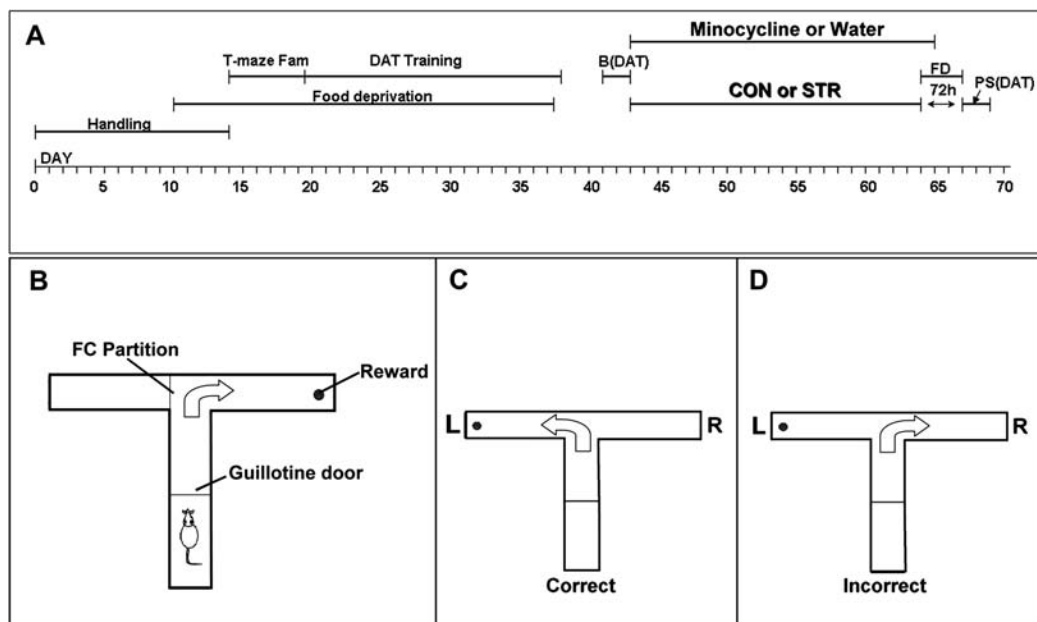 A
Minocycline or Water
T-maze Fam
DAT Training
B(DAT)
FD
Food deprivation
CON or STR
72h
PS(DAT)
Handling
DAY
0 5 10 15 20 25 30 35 40 45 50 55 60 65 70
B
FC Partition
Reward
Guillotine door
C
L
R
Correct
D
L
R
Incorrect